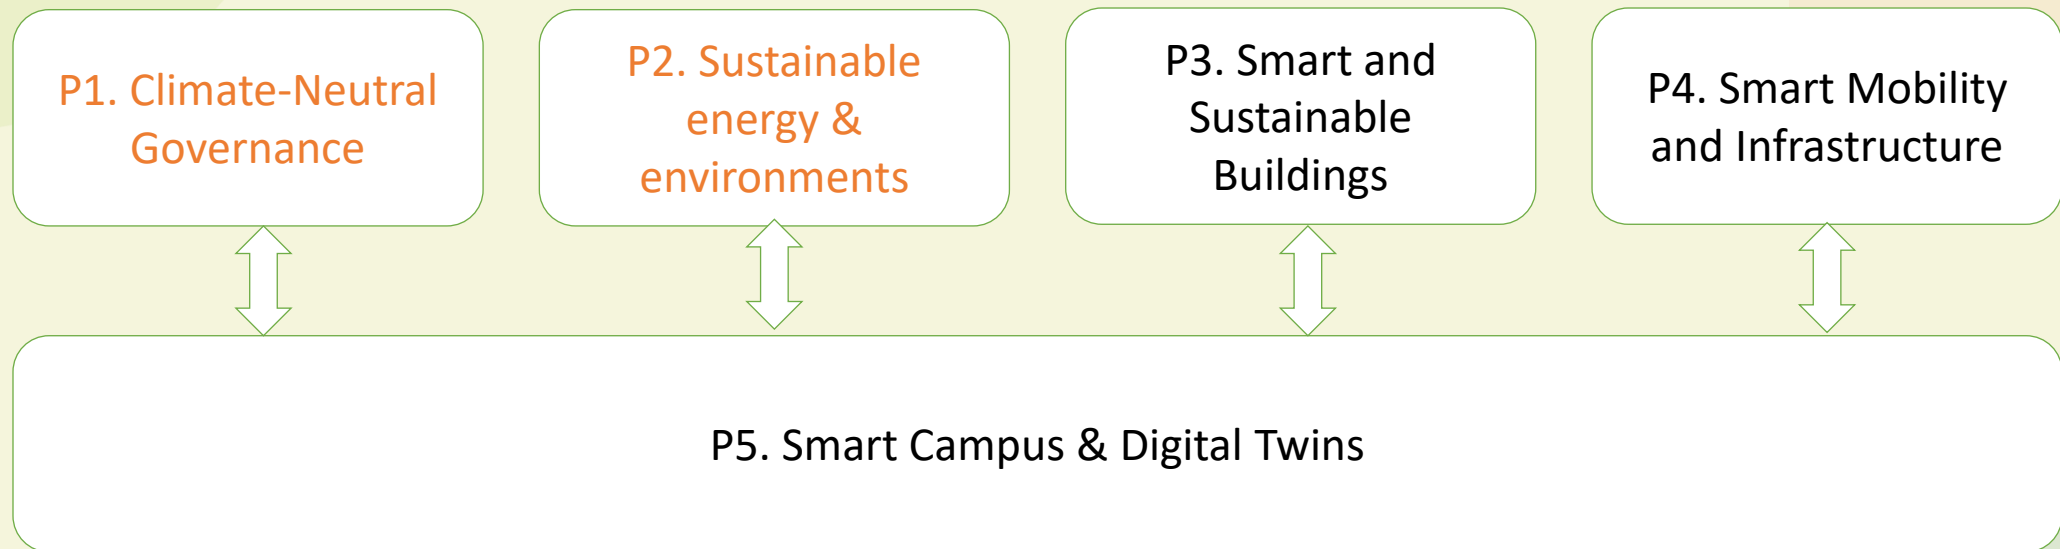 P1. Climate-Neutral
Governance
P2. Sustainable
energy &
environments
P3. Smart and
Sustainable
Buildings
P4. Smart Mobility
and Infrastructure
P5. Smart Campus & Digital Twins